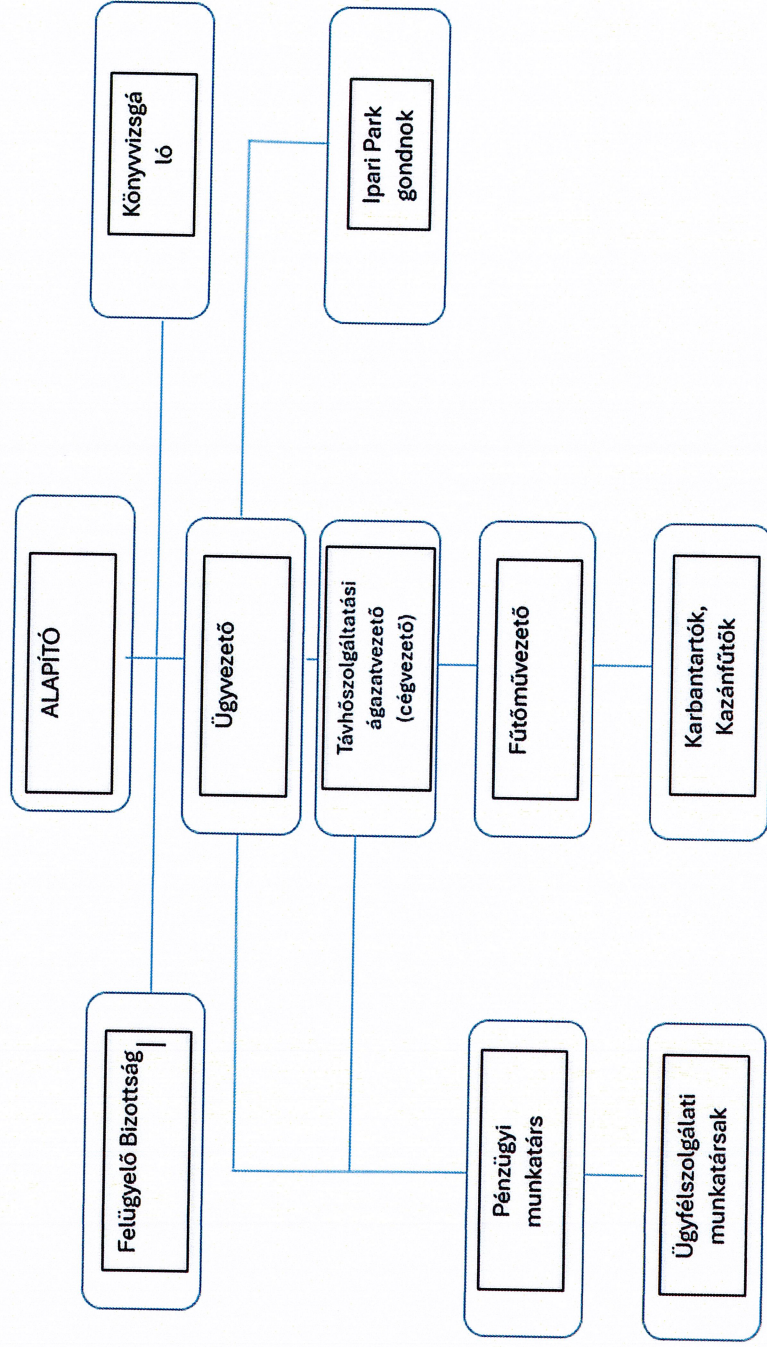 ALAPÍTÓ
Felügyelő Bizottság
Könyvvizsgá
ló
Ügyvezető
Távhőszolgáltatási
ágazatvezető
(cégvezető)
Ipari Park
gondnok
Pénzügyi
munkatárs
Fűtőművezető
Ügyfélszolgálati
munkatársak
Karbantartók,
Kazánfűtők